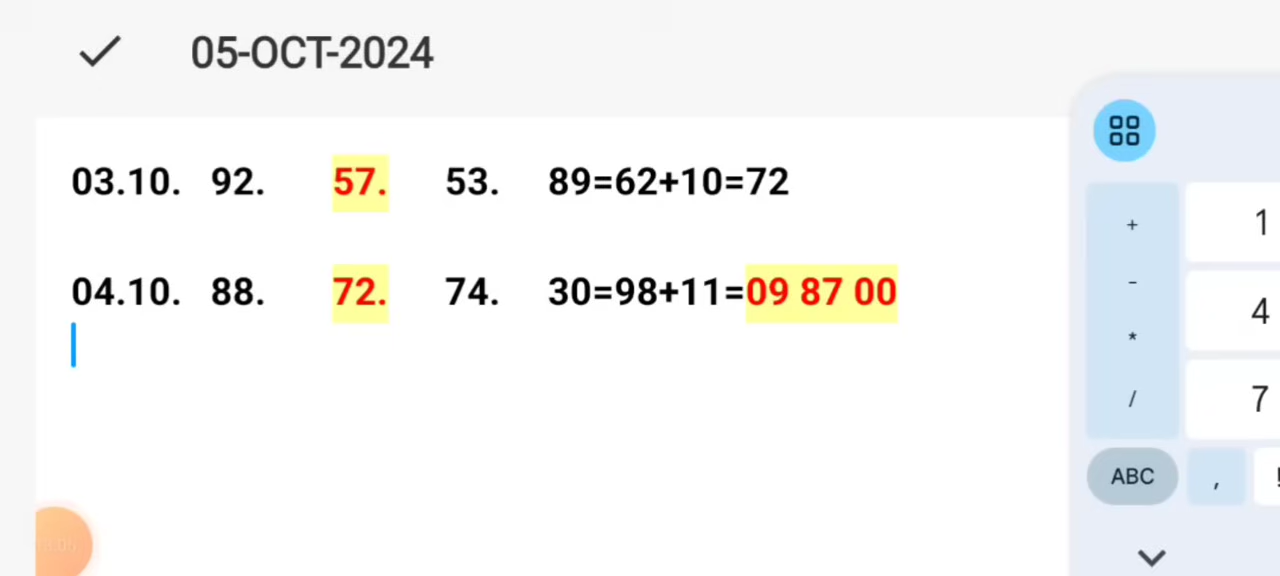 05-OCT-2024
03.10. 92. 57. 53. 89=62+10=72
04.10. 88. 72. 74. 30=98+11=09 87 00
+ 1
- 4
*
/ 7
ABC ,